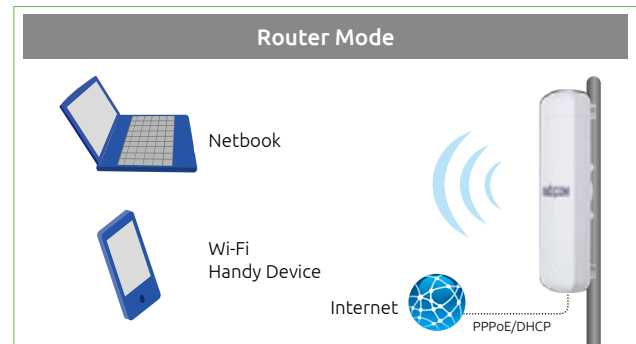 Router Mode
Netbook
Wi-Fi
Handy Device
Internet
PPPoE/DHCP